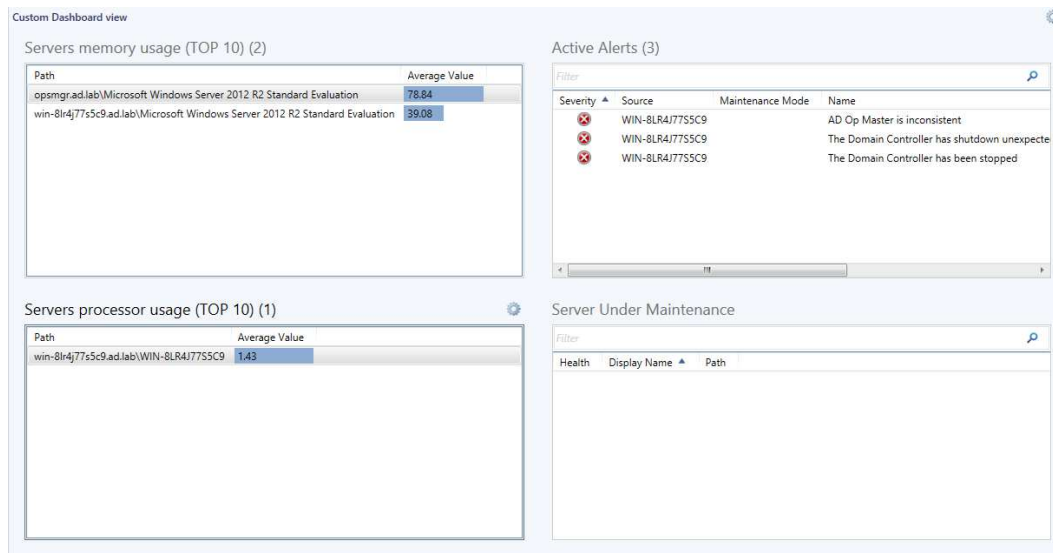 Custom Dashboard view
Servers memory usage (TOP 10) (2)
Path Average Value
opsmgr.ad.lab\Microsoft Windows Server 2012 R2 Standard Evaluation 78.84
win-8lr4j77s5c9.ad.lab\Microsoft Windows Server 2012 R2 Standard Evaluation 39.08
Active Alerts (3)
Filter
Severity Source Maintenance Mode Name
WIN-8LR4J77S5C9 AD Op Master is inconsistent
WIN-8LR4J77S5C9 The Domain Controller has shutdown unexpecte
WIN-8LR4J77S5C9 The Domain Controller has been stopped
Servers processor usage (TOP 10) (1)
Path Average Value
win-8lr4j77s5c9.ad.lab\WIN-8LR4J77S5C9 1.43
Server Under Maintenance
Filter
Health Display Name Path